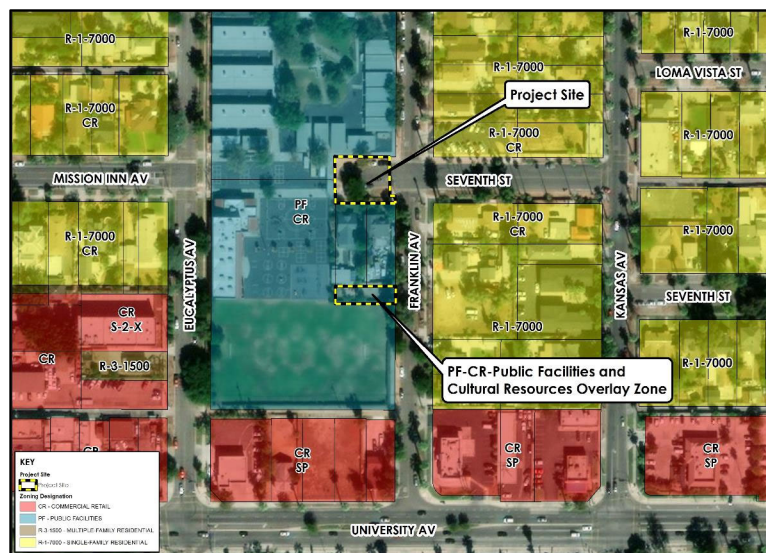 R-1-7000
R-1-7000
LOMA VISTA ST
Project Site
R-1-7000
CR
R-1-7000
CR
MISSION INN AV
SEVENTH ST
PF
CR
R-1-7000
CR
R-1-7000
CR
EUCALYPTUS AV
FRANKLIN AV
KANSAS AV
SEVENTH ST
CR
S-2-X
CR
R-3-1500
R-1-7000
R-1-7000
PF-CR-Public Facilities and
Cultural Resources Overlay Zone
CR
CR
SP
CR
SP
CR
SP
KEY
Project Site
Project Site
Zoning Designation
CR - COMMERCIAL RETAIL
PF - PUBLIC FACILITIES
R-3-1500 - MULTIPLE-FAMILY RESIDENTIAL
R-1-7000 - SINGLE-FAMILY RESIDENTIAL
UNIVERSITY AV